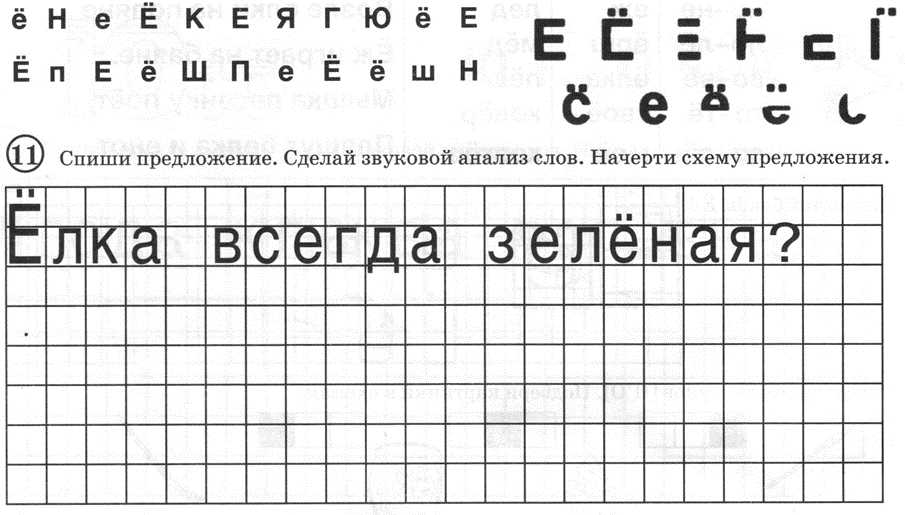 ё Н е Ё К Е Я Г Ю ё Е
Ё п Е ё Ш П е Ё ё ш Н
11 Спиши предложение. Сделай звуковой анализ слов. Начерти схему предложения.
Ёлка всегда зелёная?